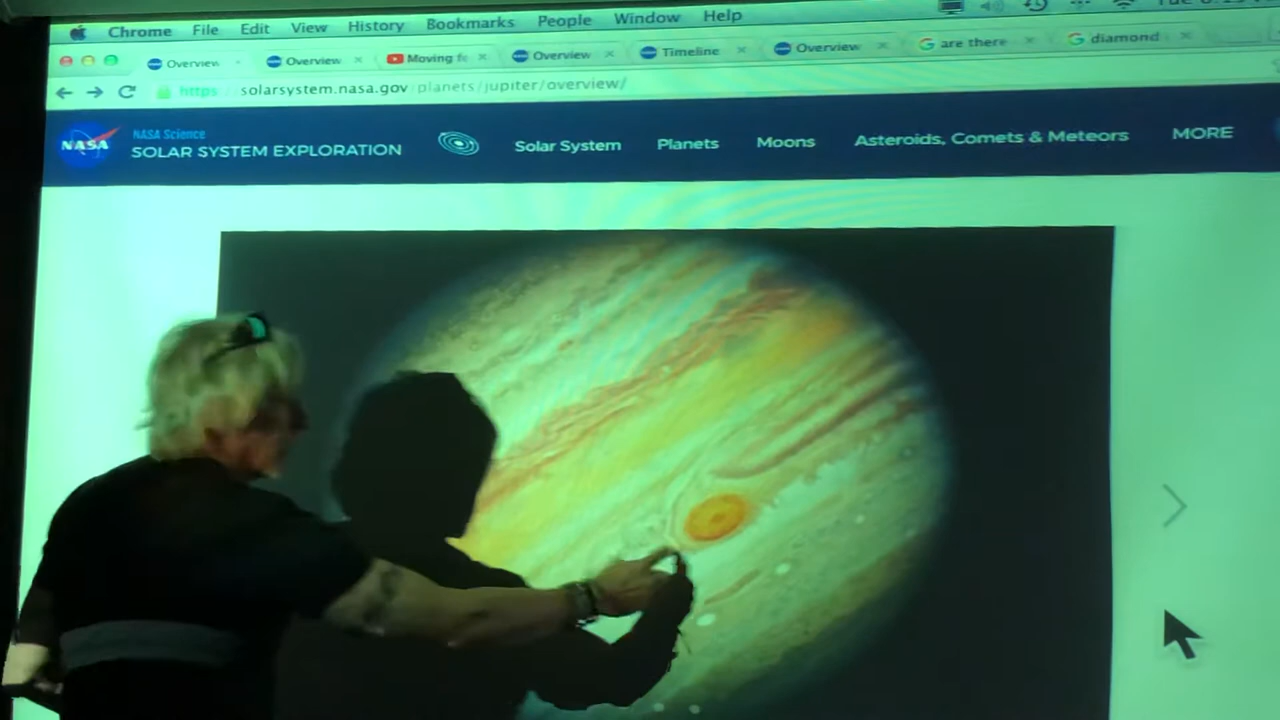 Chrome File Edit View History Bookmarks People Window Help
Overview Overview Moving fo Overview Timeline Overview are there diamond
https solarsystem.nasa.gov/planets/jupiter/overview/
NASA
NASA Science
SOLAR SYSTEM EXPLORATION Solar System Planets Moons Asteroids, Comets & Meteors MORE